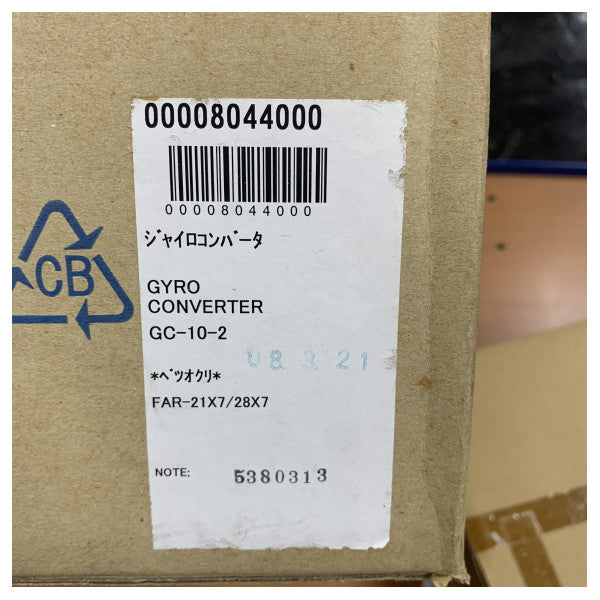 00008044000
00008044000
ジャイロコンバータ
GYRO
CONVERTER
GC-10-2
08.3.21
*ベツオクリ*
FAR-21X7/28X7
NOTE; 5380313
CB